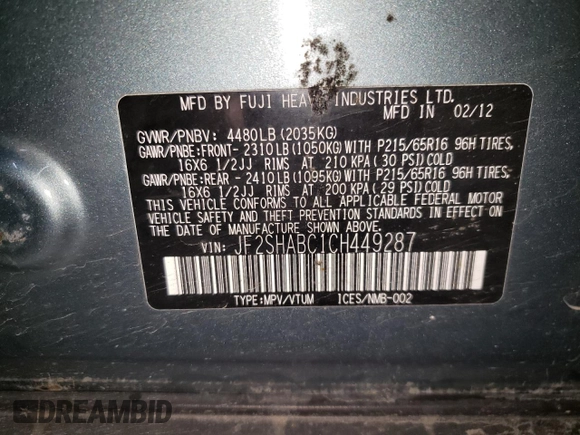 MFD BY FUJI HEAVY INDUSTRIES LTD.
MFD IN 02/12
GVWR/PNBV: 4480LB (2035KG)
GAWR/PNBE:FRONT- 2310LB (1050KG) WITH P215/65R16 96H TIRES,
16X6 1/2JJ RIMS AT 210 KPA (30 PSI) COLD
GAWR/PNBE:REAR - 2410LB (1095KG) WITH P215/65R16 96H TIRES,
16X6 1/2JJ RIMS AT 200 KPA (29 PSI) COLD
THIS VEHICLE CONFORMS TO ALL APPLICABLE FEDERAL MOTOR
VEHICLE SAFETY AND THEFT PREVENTION STANDARDS IN EFFECT ON
THE DATE OF MANUFACTURE SHOWN ABOVE.
VIN: JF2SHABC1CH449287
TYPE:MPV/VTUM ICES/NMB-002
DREAMBID